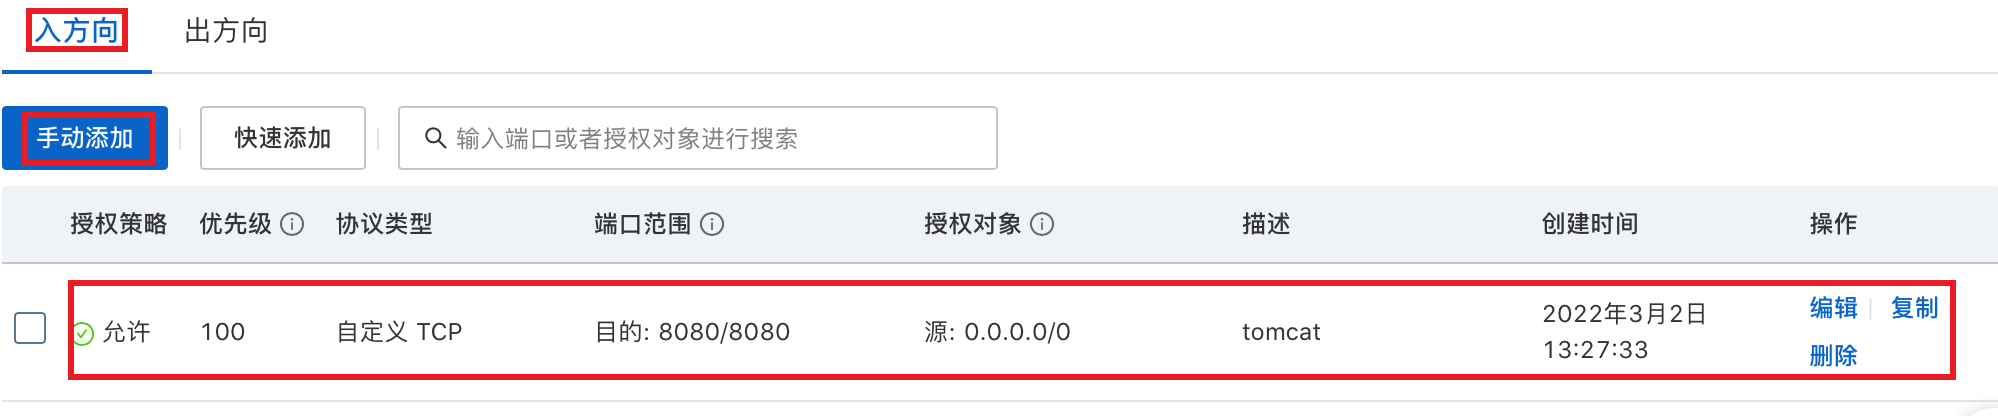 入方向 出方向
手动添加 快速添加 输入端口或者授权对象进行搜索
授权策略 优先级 协议类型 端口范围 授权对象 描述 创建时间 操作
允许 100 自定义 TCP 目的: 8080/8080 源: 0.0.0.0/0 tomcat 2022年3月2日 编辑 复制
13:27:33 删除